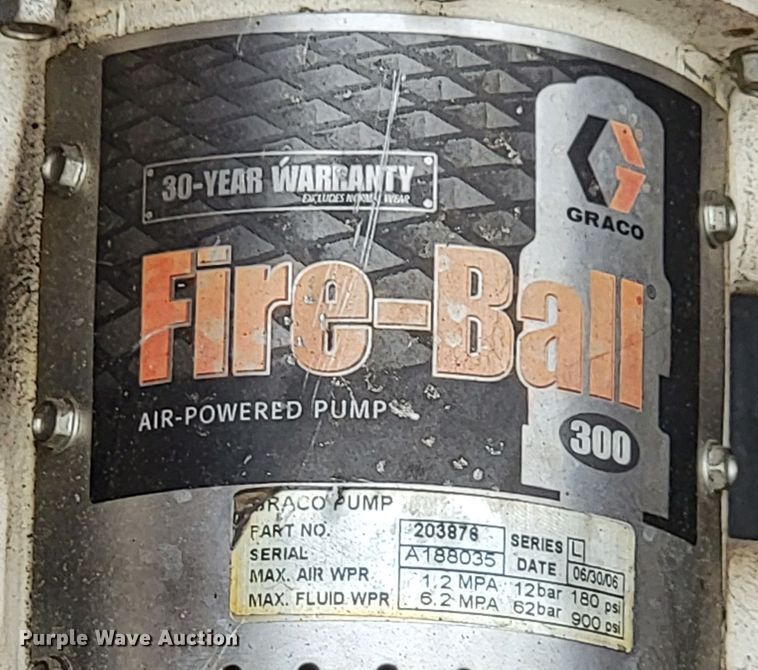 30-YEAR WARRANTY
EXCLUDES NORMAL WEAR
GRACO
Fire-Ball®
AIR-POWERED PUMP
300
GRACO PUMP
PART NO. 203876 SERIES L
SERIAL A188035 DATE 06/30/06
MAX. AIR WPR 1.2 MPA 12bar 180 psi
MAX. FLUID WPR 6.2 MPA 62bar 900 psi
Purple Wave Auction